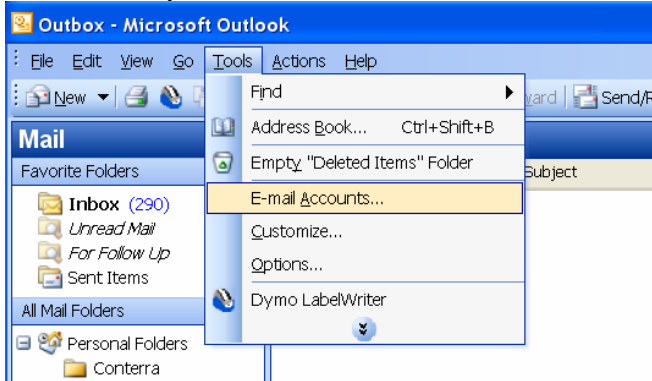 Outbox - Microsoft Outlook
File Edit View Go Tools Actions Help
New Send/R
Find
Address Book... Ctrl+Shift+B
Empty "Deleted Items" Folder
E-mail Accounts...
Customize...
Options...
Dymo LabelWriter
Mail
Subject
Favorite Folders
Inbox (290)
Unread Mail
For Follow Up
Sent Items
All Mail Folders
Personal Folders
Conterra